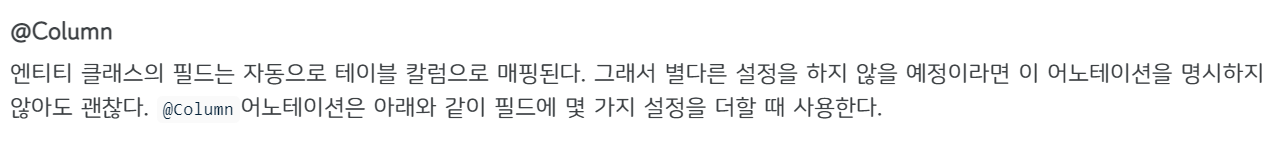 @Column
엔티티 클래스의 필드는 자동으로 테이블 칼럼으로 매핑된다. 그래서 별다른 설정을 하지 않을 예정이라면 이 어노테이션을 명시하지
않아도 괜찮다. @Column 어노테이션은 아래와 같이 필드에 몇 가지 설정을 더할 때 사용한다.